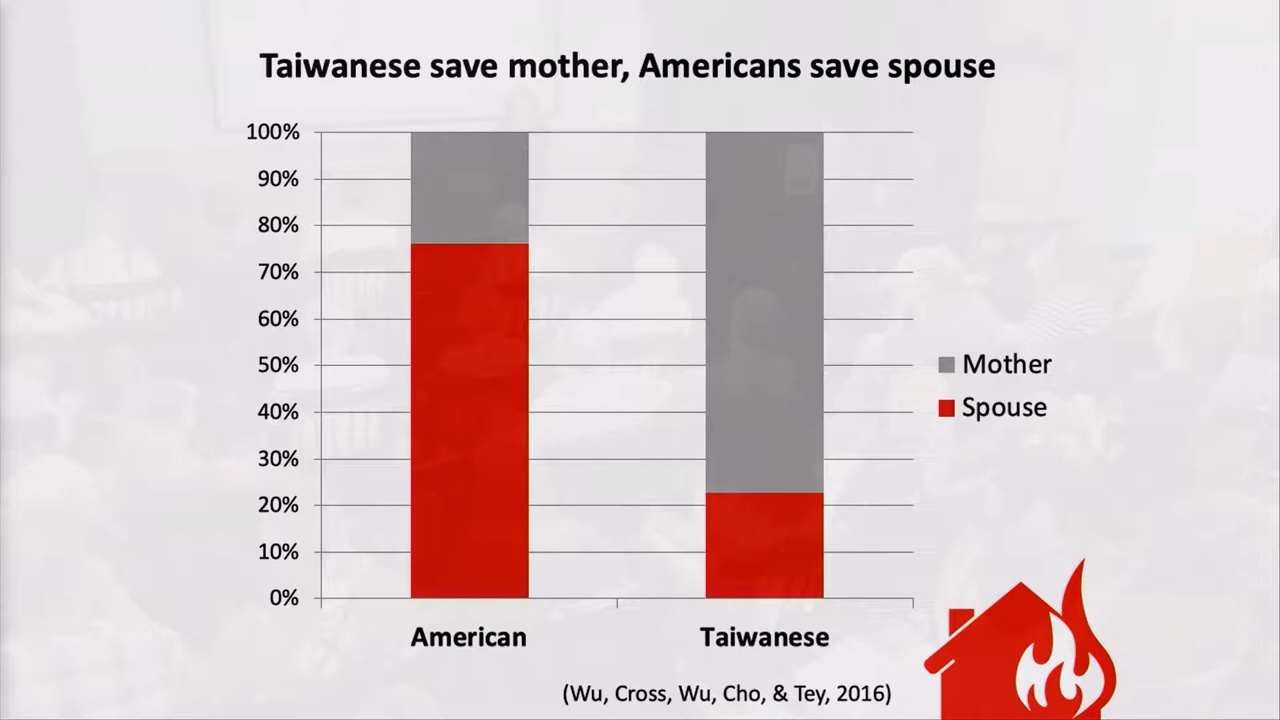 Taiwanese save mother, Americans save spouse
100%
90%
80%
70%
60%
50%
40%
30%
20%
10%
0%
Mother
Spouse
American Taiwanese
(Wu, Cross, Wu, Cho, & Tey, 2016)